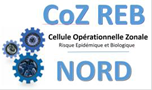 CoZ REB
Cellule Opérationnelle Zonale
Risque Epidémique et Biologique
NORD